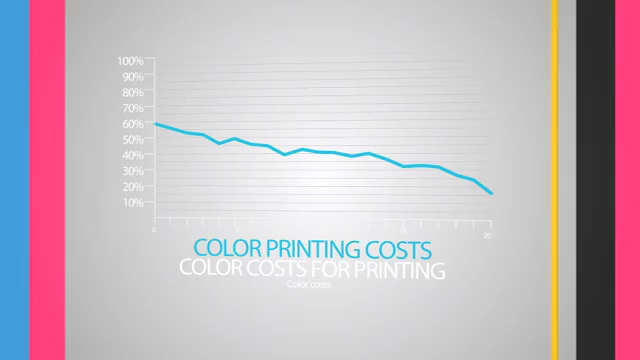 100%
90%
80%
70%
60%
50%
40%
30%
20%
10%
0 15 20
COLOR PRINTING COSTS
COLOR COSTS FOR PRINTING
Color costs